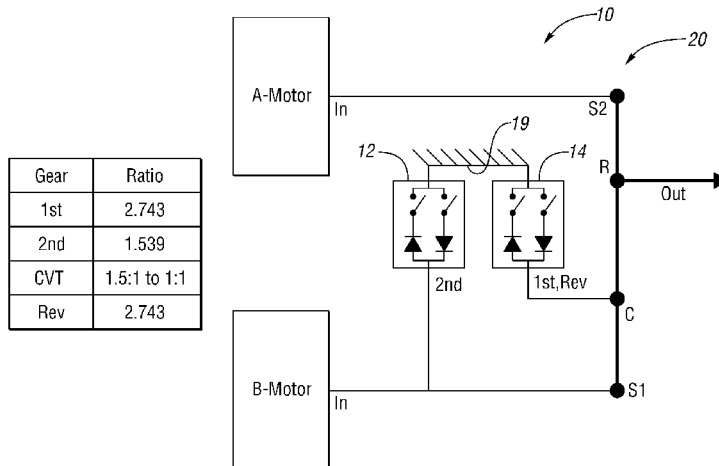 10
20
A-Motor
In
S2
19
12
14
R
Out
Gear Ratio
1st 2.743
2nd 1.539
CVT 1.5:1 to 1:1
Rev 2.743
2nd
1st,Rev
C
B-Motor
In
S1